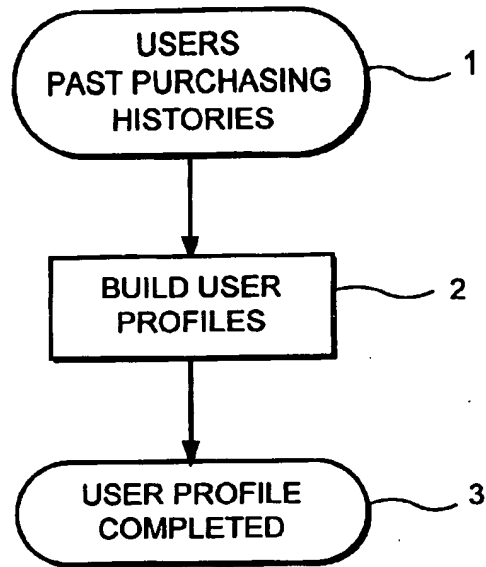 USERS
PAST PURCHASING
HISTORIES
1
BUILD USER
PROFILES
2
USER PROFILE
COMPLETED
3